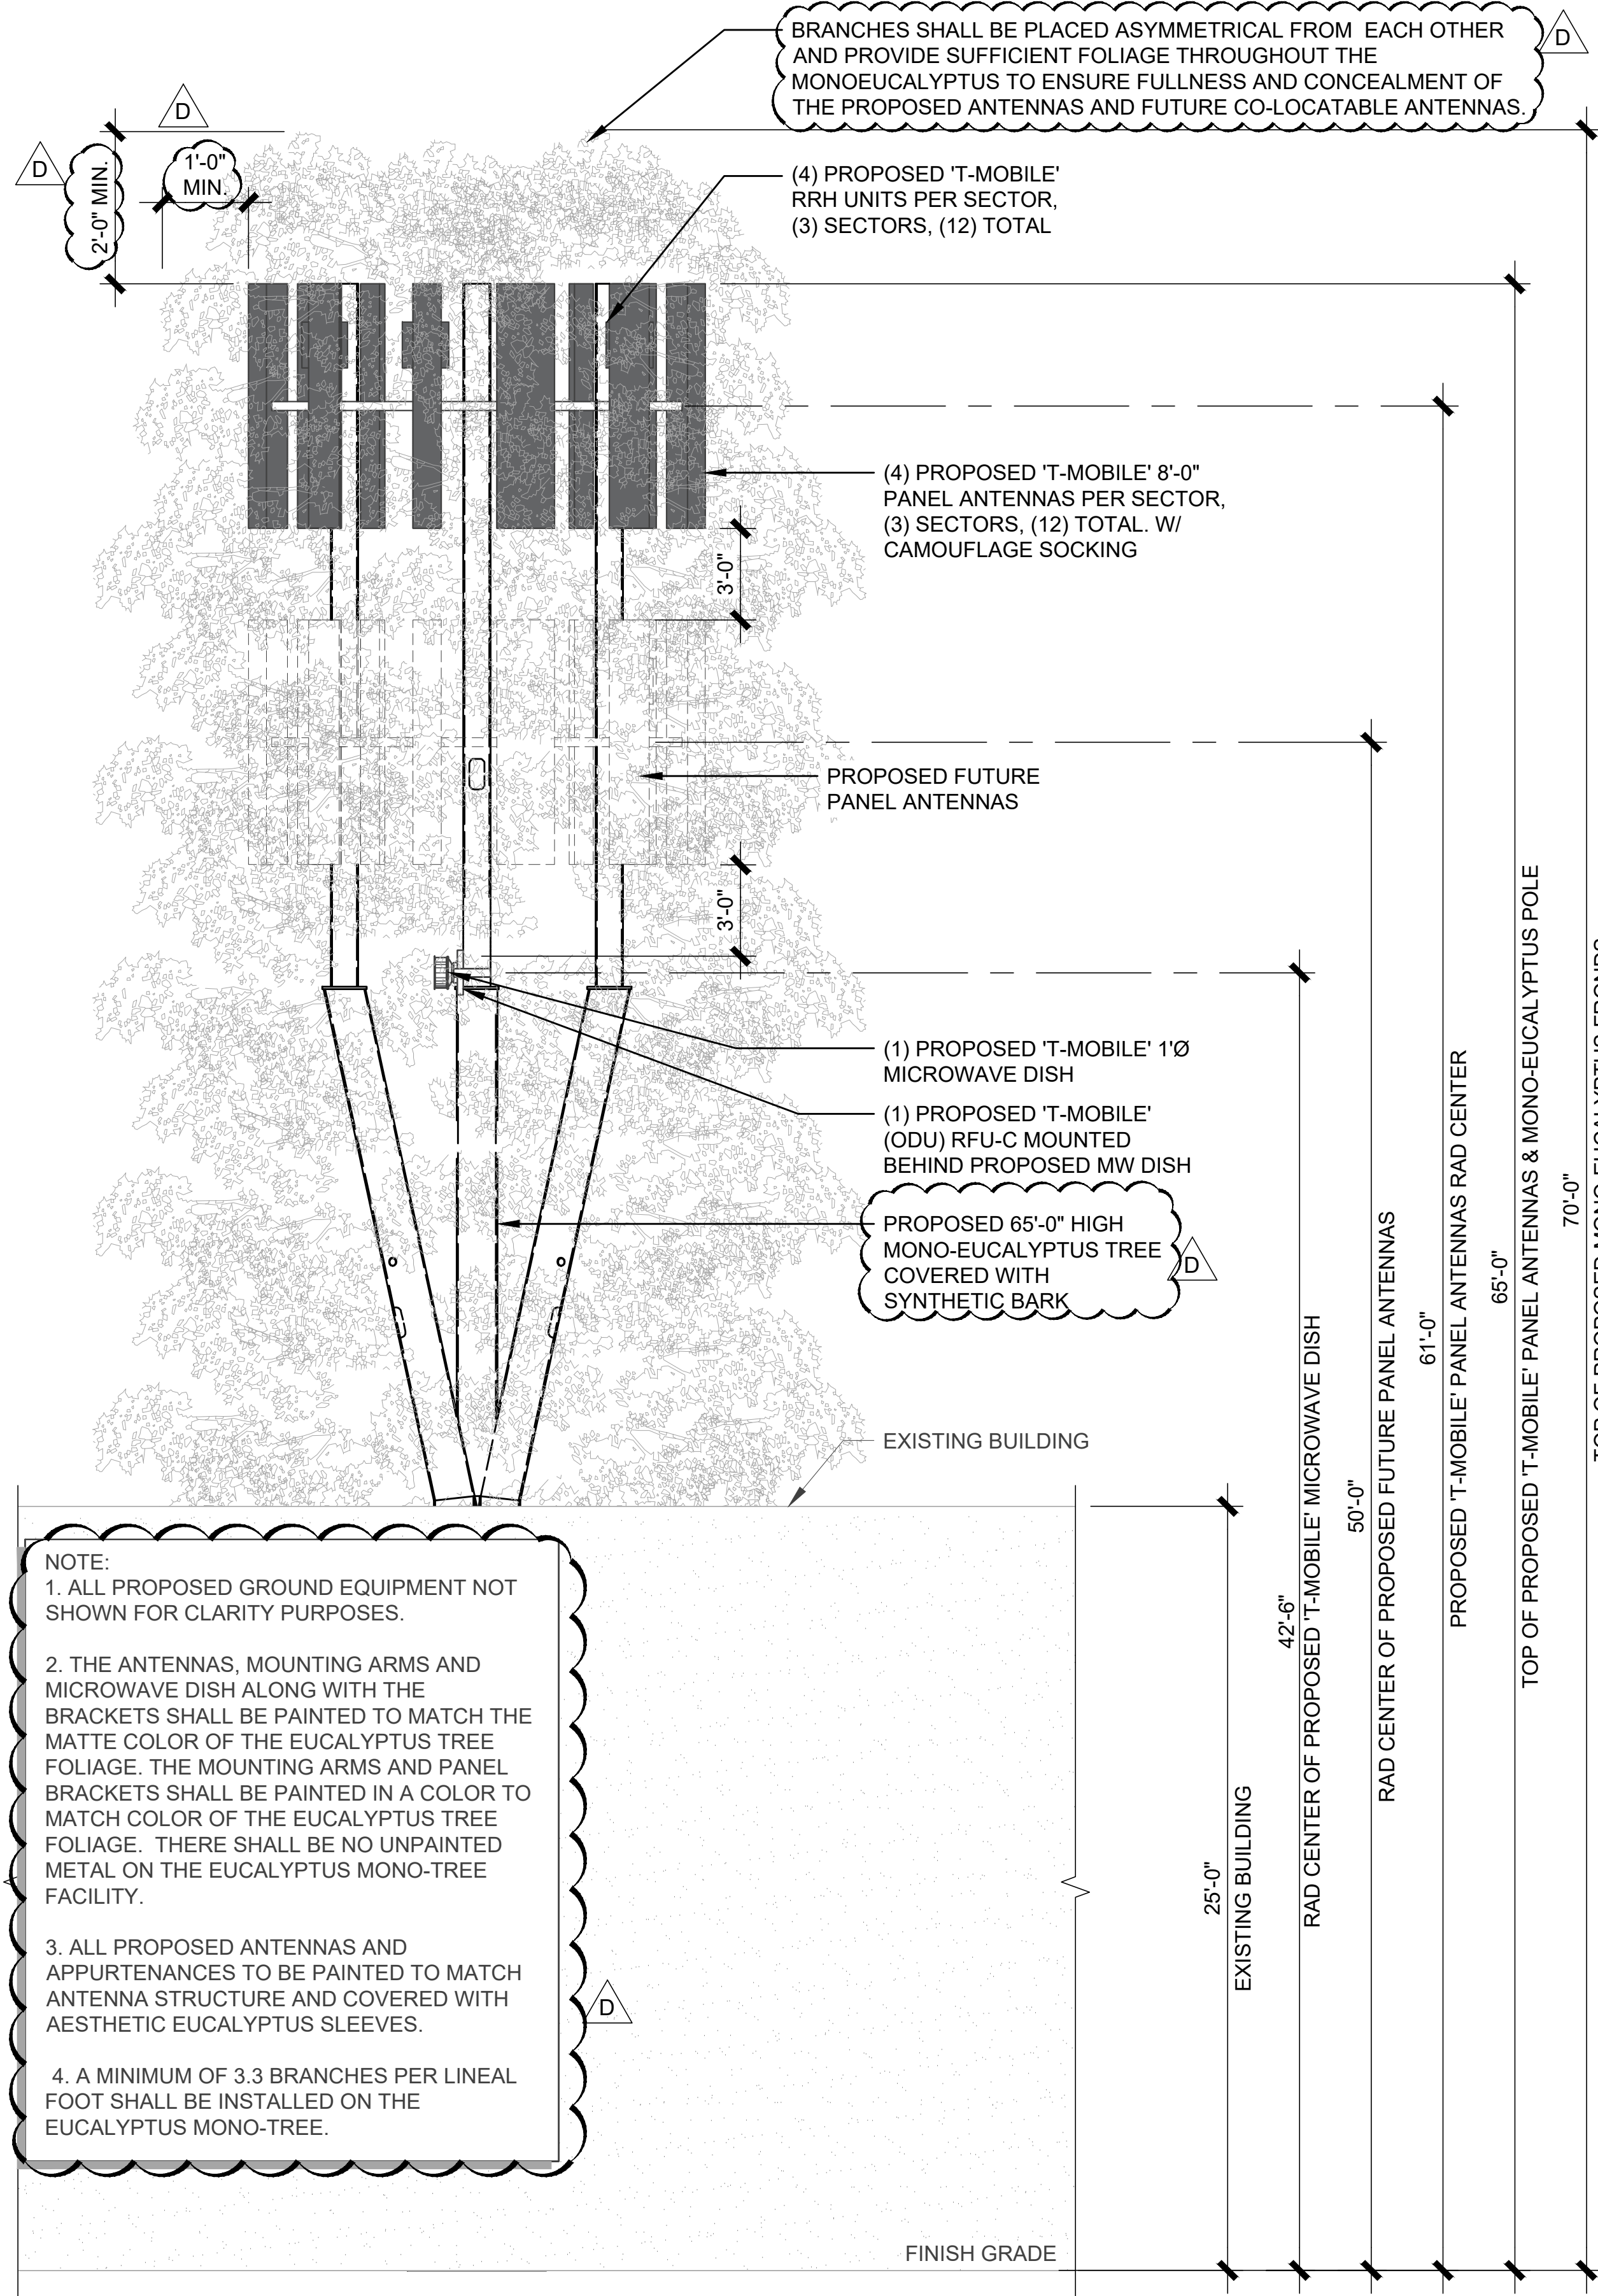 BRANCHES SHALL BE PLACED ASYMMETRICAL FROM EACH OTHER
AND PROVIDE SUFFICIENT FOLIAGE THROUGHOUT THE
MONOEUCALYPTUS TO ENSURE FULLNESS AND CONCEALMENT OF
THE PROPOSED ANTENNAS AND FUTURE CO-LOCATABLE ANTENNAS.
D
D
D
1'-0"
MIN.
2'-0" MIN.
(4) PROPOSED 'T-MOBILE'
RRH UNITS PER SECTOR,
(3) SECTORS, (12) TOTAL
(4) PROPOSED 'T-MOBILE' 8'-0"
PANEL ANTENNAS PER SECTOR,
(3) SECTORS, (12) TOTAL. W/
CAMOUFLAGE SOCKING
3'-0"
PROPOSED FUTURE
PANEL ANTENNAS
3'-0"
(1) PROPOSED 'T-MOBILE' 1'Ø
MICROWAVE DISH
(1) PROPOSED 'T-MOBILE'
(ODU) RFU-C MOUNTED
BEHIND PROPOSED MW DISH
PROPOSED 65'-0" HIGH
MONO-EUCALYPTUS TREE
COVERED WITH
SYNTHETIC BARK
D
EXISTING BUILDING
NOTE:
1. ALL PROPOSED GROUND EQUIPMENT NOT
SHOWN FOR CLARITY PURPOSES.
2. THE ANTENNAS, MOUNTING ARMS AND
MICROWAVE DISH ALONG WITH THE
BRACKETS SHALL BE PAINTED TO MATCH THE
MATTE COLOR OF THE EUCALYPTUS TREE
FOLIAGE. THE MOUNTING ARMS AND PANEL
BRACKETS SHALL BE PAINTED IN A COLOR TO
MATCH COLOR OF THE EUCALYPTUS TREE
FOLIAGE. THERE SHALL BE NO UNPAINTED
METAL ON THE EUCALYPTUS MONO-TREE
FACILITY.
3. ALL PROPOSED ANTENNAS AND
APPURTENANCES TO BE PAINTED TO MATCH
ANTENNA STRUCTURE AND COVERED WITH
AESTHETIC EUCALYPTUS SLEEVES.
4. A MINIMUM OF 3.3 BRANCHES PER LINEAL
FOOT SHALL BE INSTALLED ON THE
EUCALYPTUS MONO-TREE.
D
FINISH GRADE
25'-0"
EXISTING BUILDING
42'-6"
RAD CENTER OF PROPOSED 'T-MOBILE' MICROWAVE DISH
50'-0"
RAD CENTER OF PROPOSED FUTURE PANEL ANTENNAS
61'-0"
PROPOSED 'T-MOBILE' PANEL ANTENNAS RAD CENTER
65'-0"
TOP OF PROPOSED 'T-MOBILE' PANEL ANTENNAS & MONO-EUCALYPTUS POLE
70'-0"